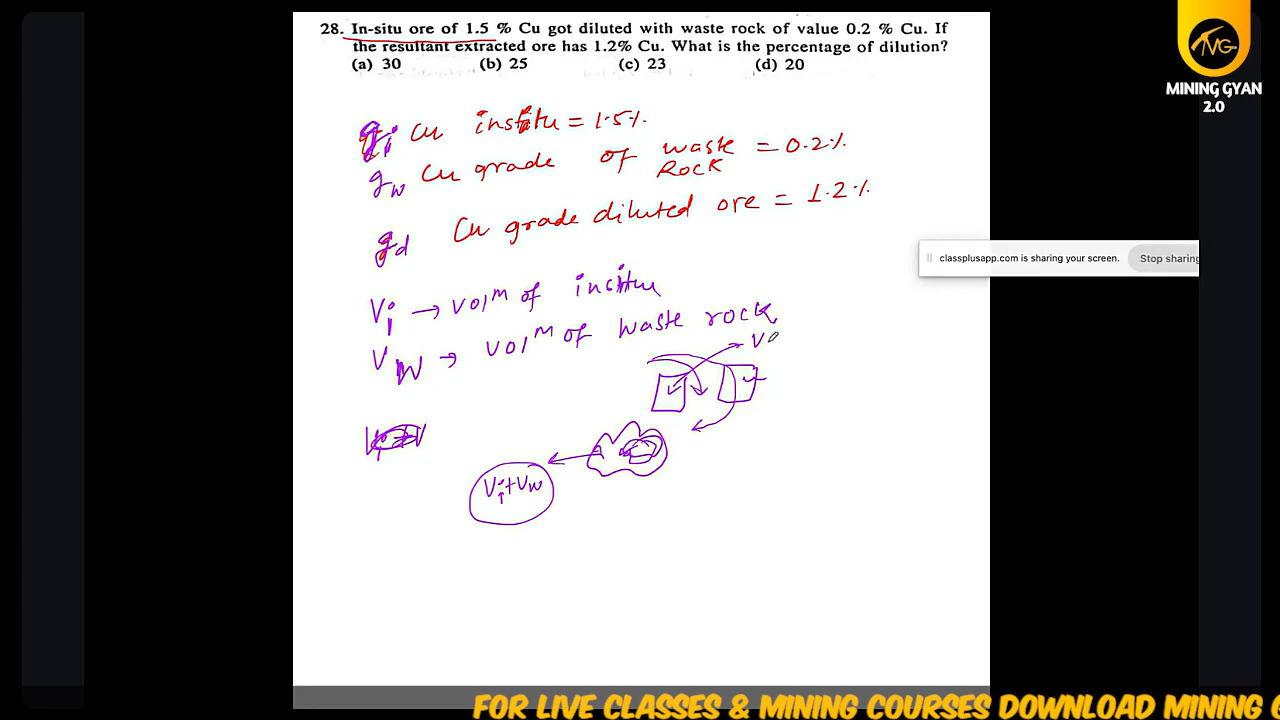 28. In-situ ore of 1.5 % Cu got diluted with waste rock of value 0.2 % Cu. If
the resultant extracted ore has 1.2% Cu. What is the percentage of dilution?
(a) 30 (b) 25 (c) 23 (d) 20
TMG
MINING GYAN
2.0
gi Cu insitu = 1.5%.
gw Cu grade of waste Rock = 0.2%.
gd Cu grade diluted ore = 1.2%
classplusapp.com is sharing your screen. Stop sharing
Vi → volm of insitu
Vw → volm of waste rock
V
Vi+Vw
FOR LIVE CLASSES & MINING COURSES DOWNLOAD MINING G